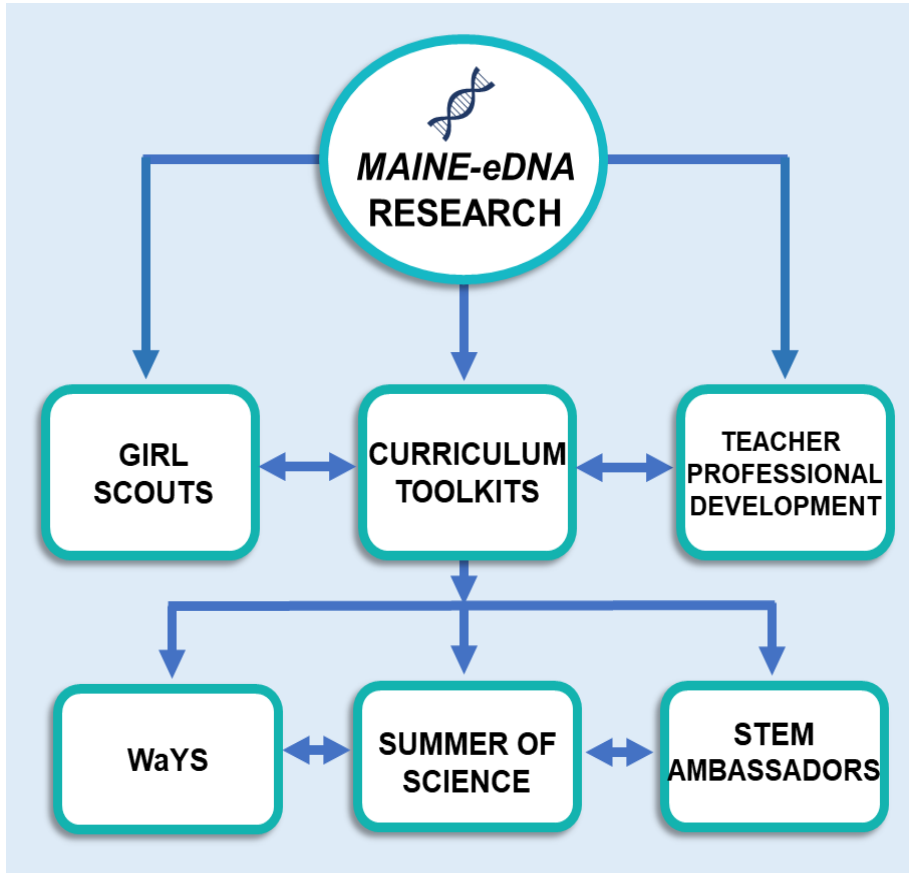 MAINE-eDNA
RESEARCH
GIRL
SCOUTS
CURRICULUM
TOOLKITS
TEACHER
PROFESSIONAL
DEVELOPMENT
WaYS
SUMMER OF
SCIENCE
STEM
AMBASSADORS